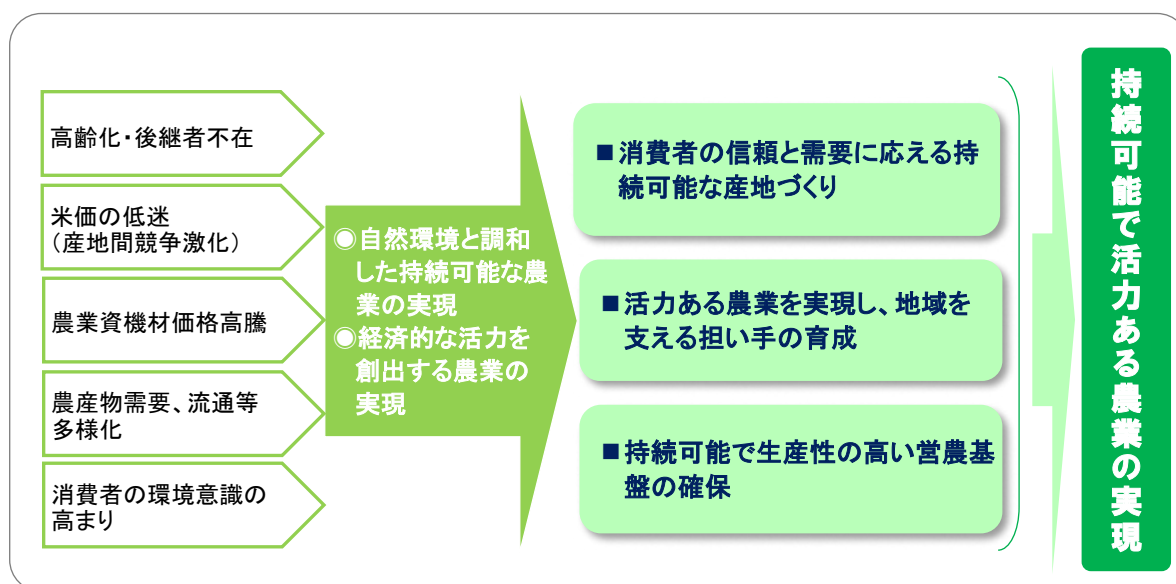 高齢化・後継者不在
米価の低迷
（産地間競争激化）
農業資機材価格高騰
農産物需要、流通等
多様化
消費者の環境意識の
高まり
◎自然環境と調和
した持続可能な農
業の実現
◎経済的な活力を
創出する農業の
実現
■消費者の信頼と需要に応える持
続可能な産地づくり
■活力ある農業を実現し、地域を
支える担い手の育成
■持続可能で生産性の高い営農基
盤の確保
持続可能で活力ある農業の実現